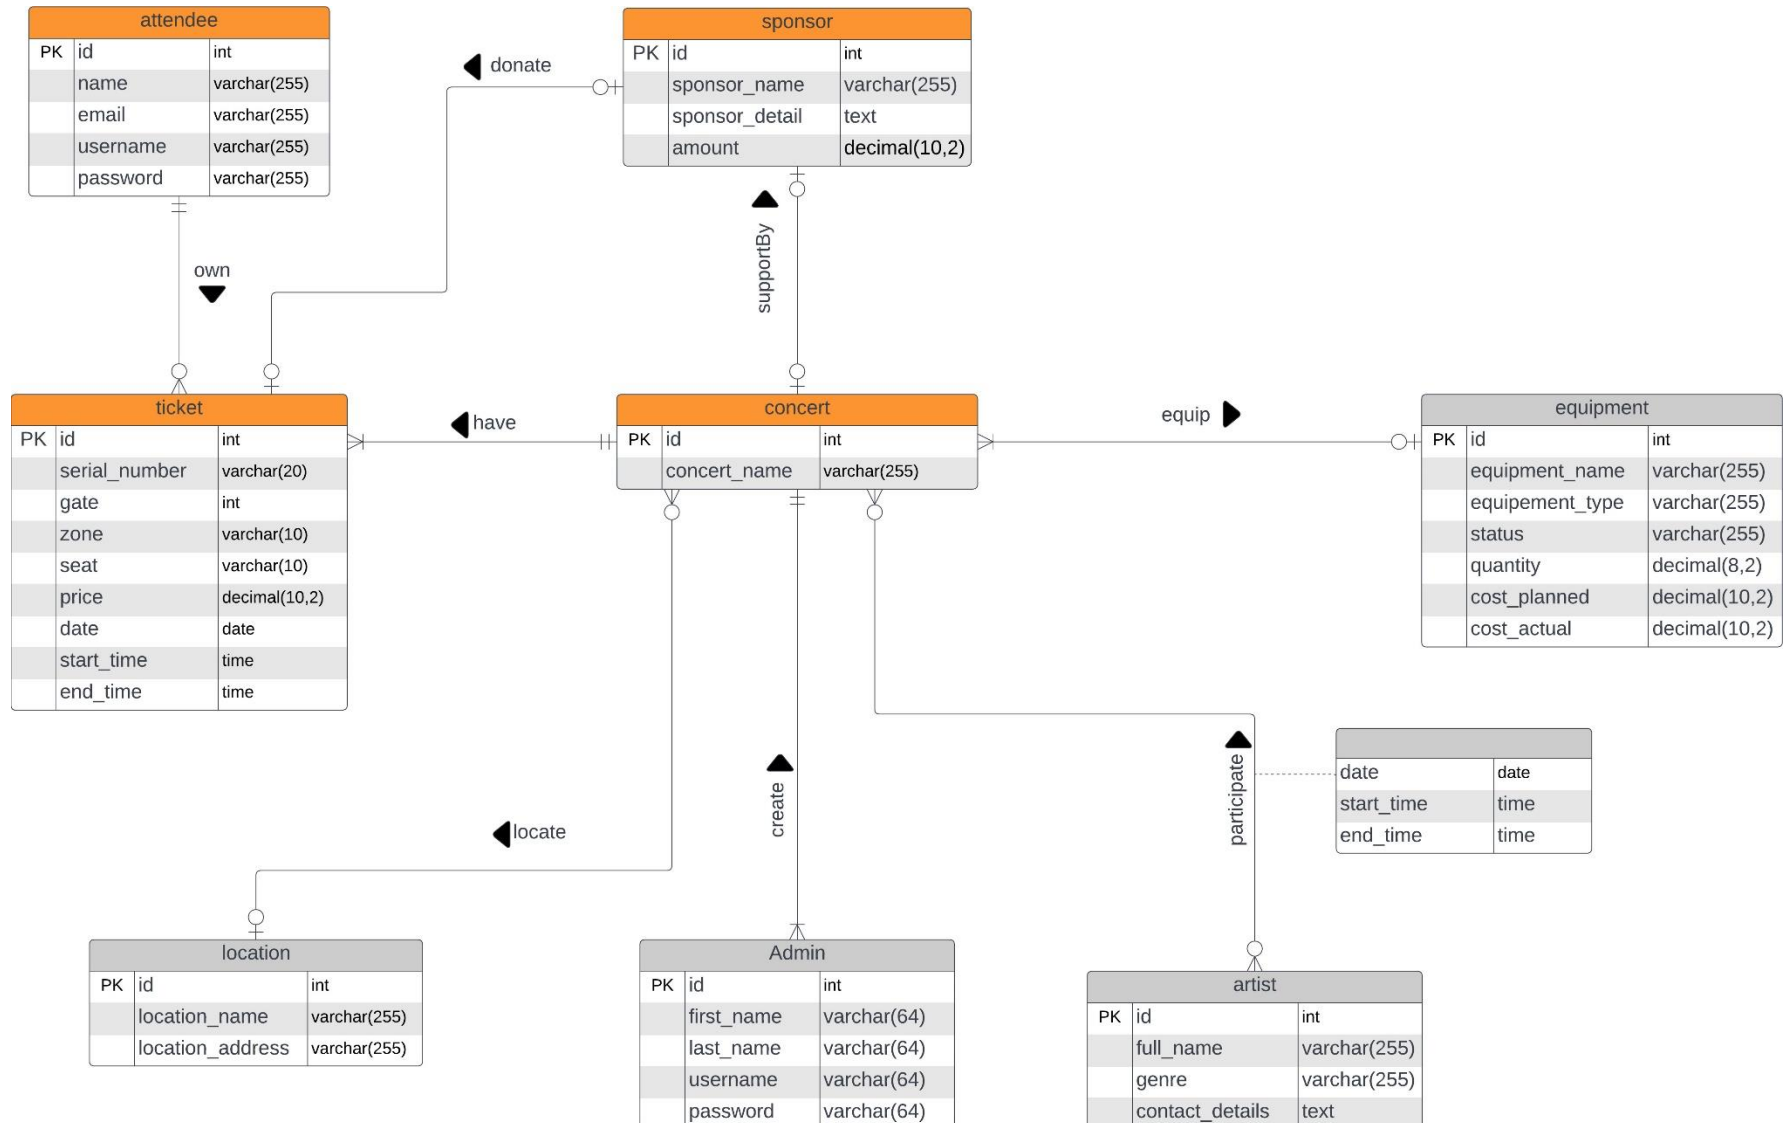 attendee
PK id int
name varchar(255)
email varchar(255)
username varchar(255)
password varchar(255)
donate
sponsor
PK id int
sponsor_name varchar(255)
sponsor_detail text
amount decimal(10,2)
own
supportBy
ticket
PK id int
serial_number varchar(20)
gate int
zone varchar(10)
seat varchar(10)
price decimal(10,2)
date date
start_time time
end_time time
have
concert
PK id int
concert_name varchar(255)
equip
equipment
PK id int
equipment_name varchar(255)
equipement_type varchar(255)
status varchar(255)
quantity decimal(8,2)
cost_planned decimal(10,2)
cost_actual decimal(10,2)
locate
create
participate
date date
start_time time
end_time time
location
PK id int
location_name varchar(255)
location_address varchar(255)
Admin
PK id int
first_name varchar(64)
last_name varchar(64)
username varchar(64)
password varchar(64)
artist
PK id int
full_name varchar(255)
genre varchar(255)
contact_details text